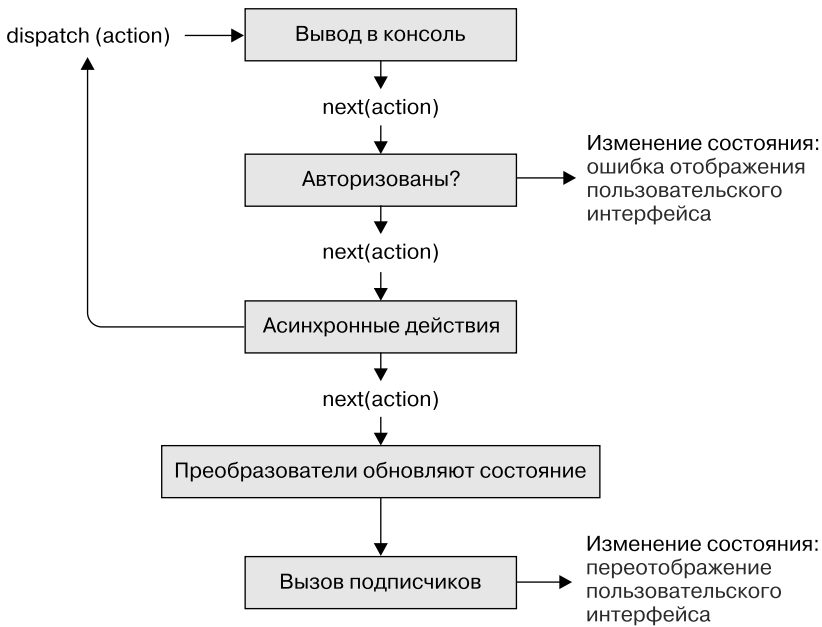 dispatch (action)
Вывод в консоль
next(action)
Авторизованы?
Изменение состояния:
ошибка отображения
пользовательского
интерфейса
next(action)
Асинхронные действия
next(action)
Преобразователи обновляют состояние
Вызов подписчиков
Изменение состояния:
переотображение
пользовательского
интерфейса